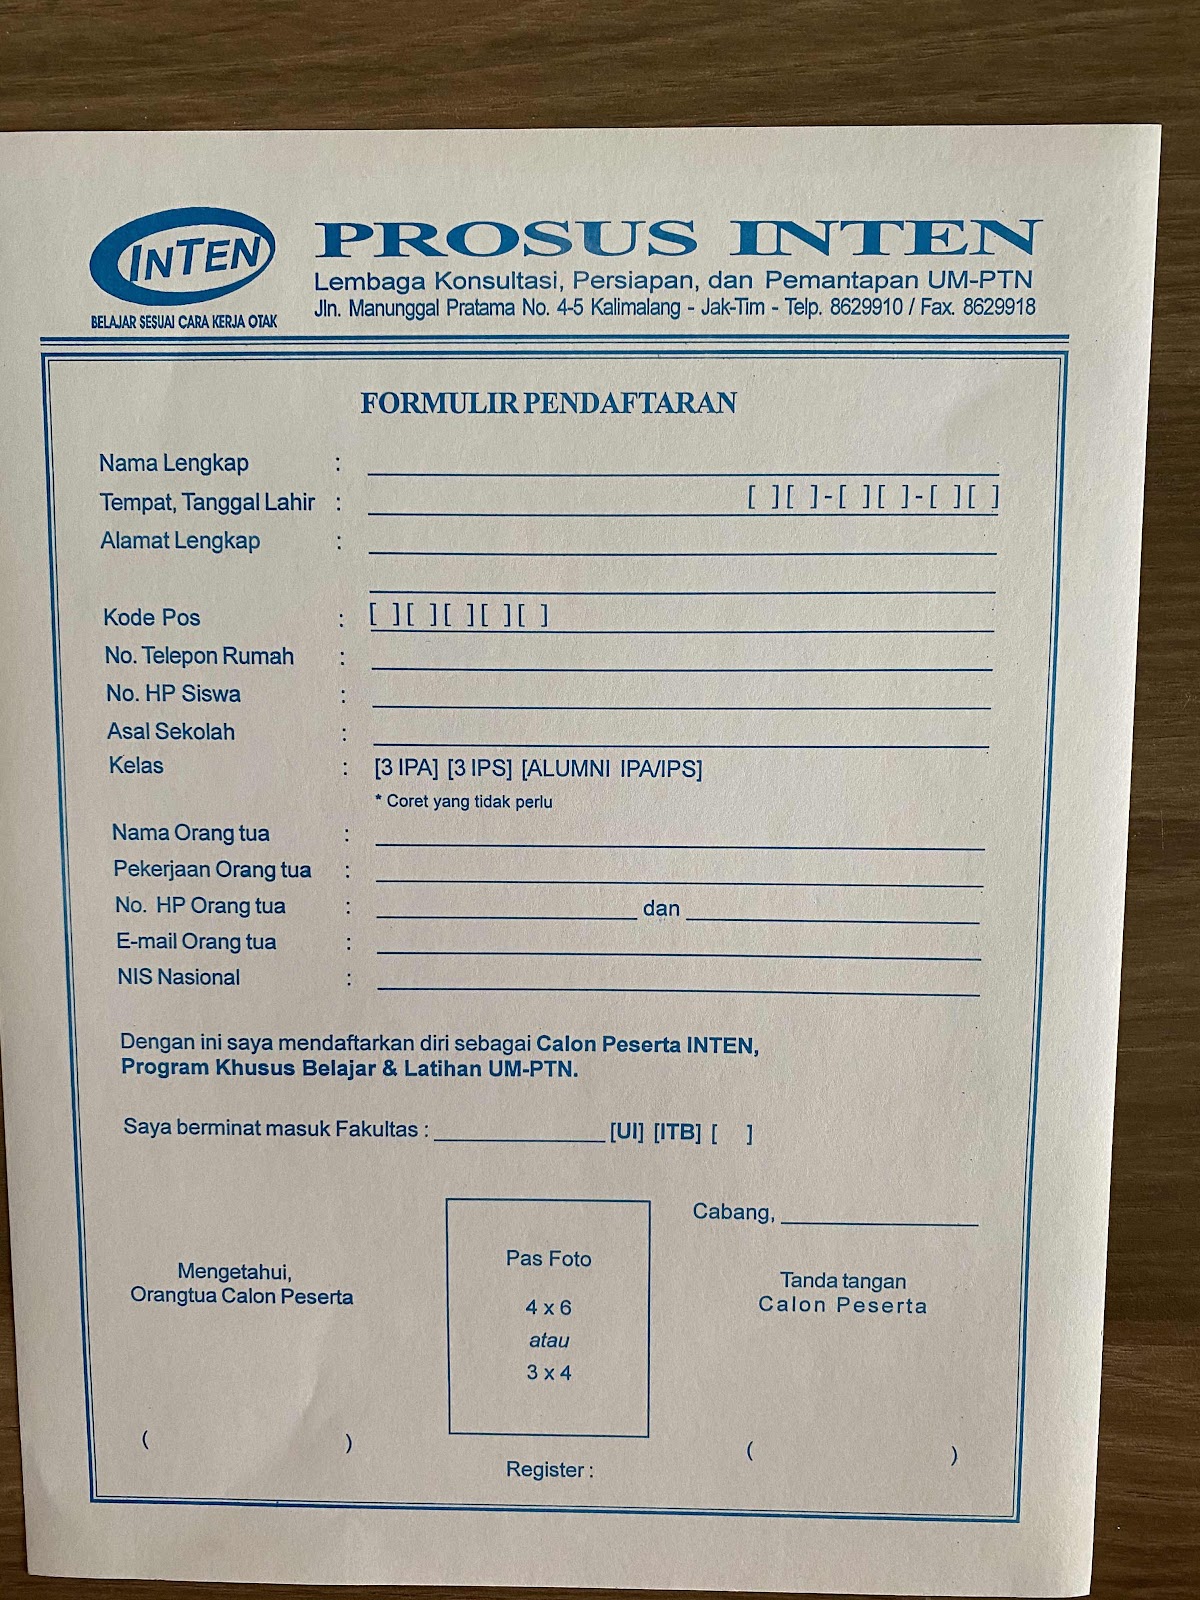 INTEN
BELAJAR SESUAI CARA KERJA OTAK
PROSUS INTEN
Lembaga Konsultasi, Persiapan, dan Pemantapan UM-PTN
Jln. Manunggal Pratama No. 4-5 Kalimalang - Jak-Tim - Telp. 8629910 / Fax. 8629918
FORMULIR PENDAFTARAN
Nama Lengkap :
Tempat, Tanggal Lahir : [ ][ ]-[ ][ ]-[ ][ ]
Alamat Lengkap :
Kode Pos : [ ][ ][ ][ ][ ]
No. Telepon Rumah :
No. HP Siswa :
Asal Sekolah :
Kelas : [3 IPA] [3 IPS] [ALUMNI IPA/IPS]
* Coret yang tidak perlu
Nama Orang tua :
Pekerjaan Orang tua :
No. HP Orang tua : ____ dan ____
E-mail Orang tua :
NIS Nasional :
Dengan ini saya mendaftarkan diri sebagai Calon Peserta INTEN,
Program Khusus Belajar & Latihan UM-PTN.
Saya berminat masuk Fakultas : ____ [UI] [ITB] [ ]
Cabang, ____
Mengetahui,
Orangtua Calon Peserta
( )
Pas Foto
4 x 6
atau
3 x 4
Register :
Tanda tangan
Calon Peserta
( )